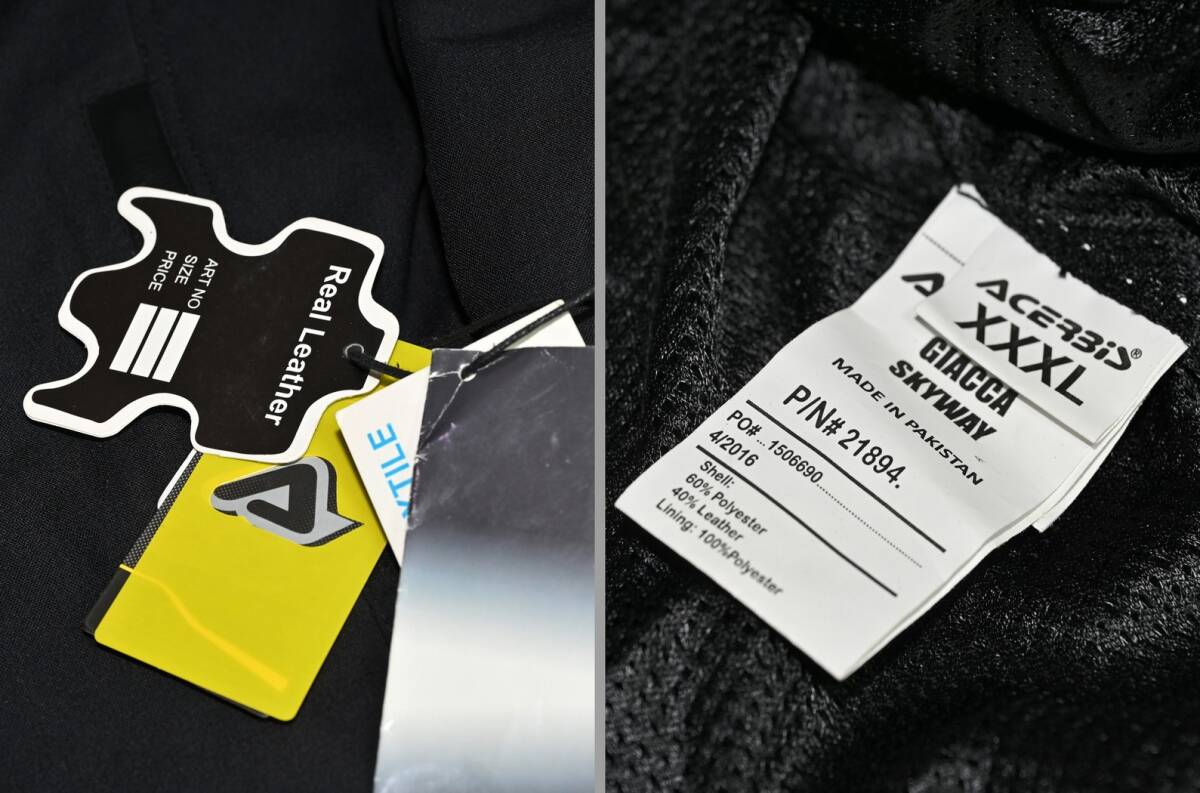 Real Leather
ART NO
SIZE
PRICE
ACERBIS®
XXXL
GIACCA
SKYWAY
MADE IN PAKISTAN
P/N# 21894.
PO#...1506690
4/2016
Shell:
60% Polyester
40% Leather
Lining: 100%Polyester